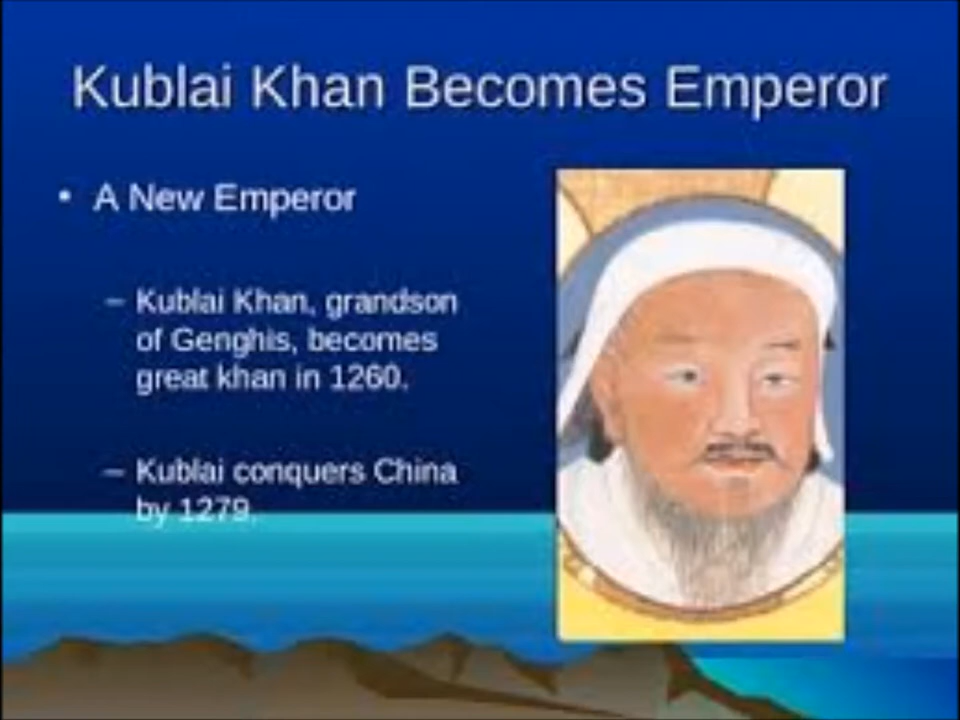 Kublai Khan Becomes Emperor
• A New Emperor
– Kublai Khan, grandson
of Genghis, becomes
great khan in 1260.
– Kublai conquers China
by 1279.